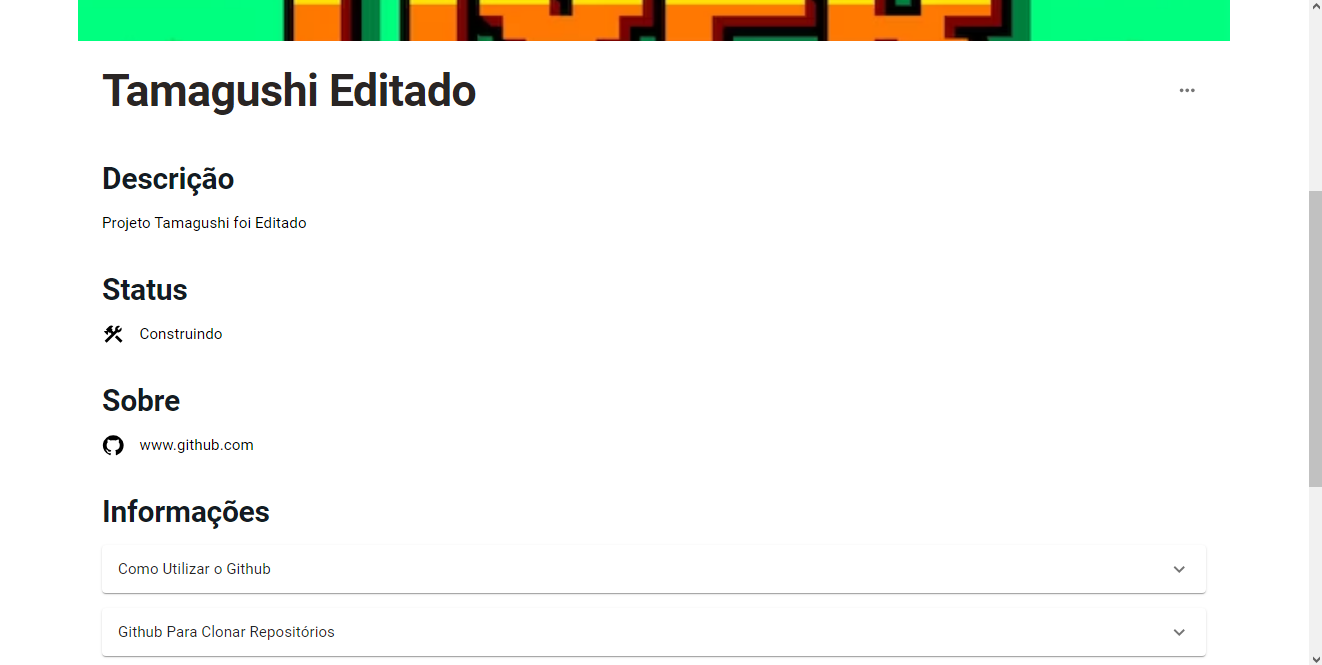 Tamagushi Editado
Descrição
Projeto Tamagushi foi Editado
Status
Construindo
Sobre
www.github.com
Informações
Como Utilizar o Github
Github Para Clonar Repositórios